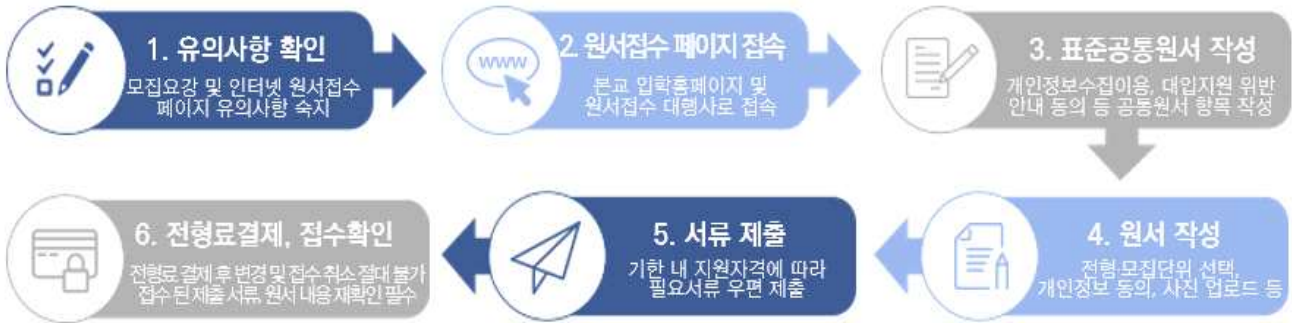 1. 유의사항 확인
모집요강 및 인터넷 원서접수
페이지 유의사항 숙지
www
2. 원서접수 페이지 접속
본교 입학홈페이지 및
원서접수 대행사로 접속
3. 표준공통원서 작성
개인정보수집이용, 대입지원 위반
안내 동의 등 공통원서 항목 작성
4. 원서 작성
전형·모집단위 선택,
개인정보 동의, 사진 업로드 등
5. 서류 제출
기한 내 지원자격에 따라
필요서류 우편 제출
6. 전형료결제, 접수확인
전형료 결제 후 변경 및 접수 취소 절대 불가
접수 된 제출 서류, 원서 내용 재확인 필수